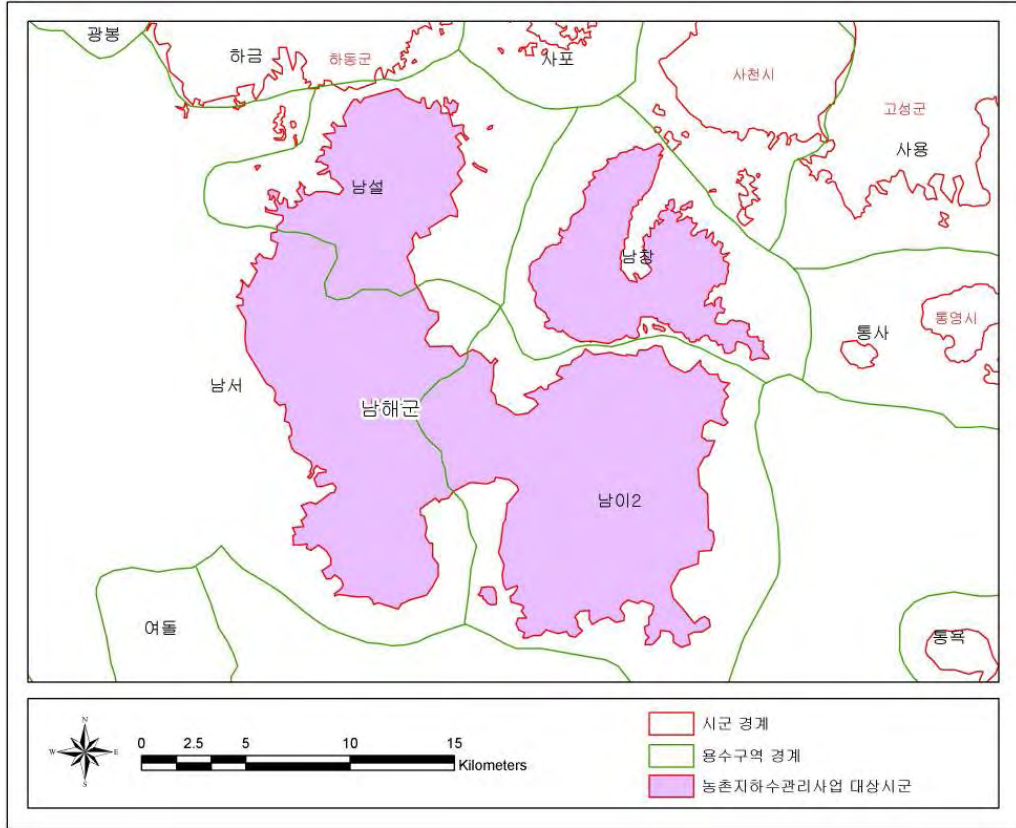 광봉
하금
하동군
사포
사천시
고성군
사용
남설
남창
통영시
통사
남서
남해군
남이2
여돌
통욕
N
W E
S
0 2.5 5 10 15
Kilometers
시군 경계
용수구역 경계
농촌지하수관리사업 대상시군